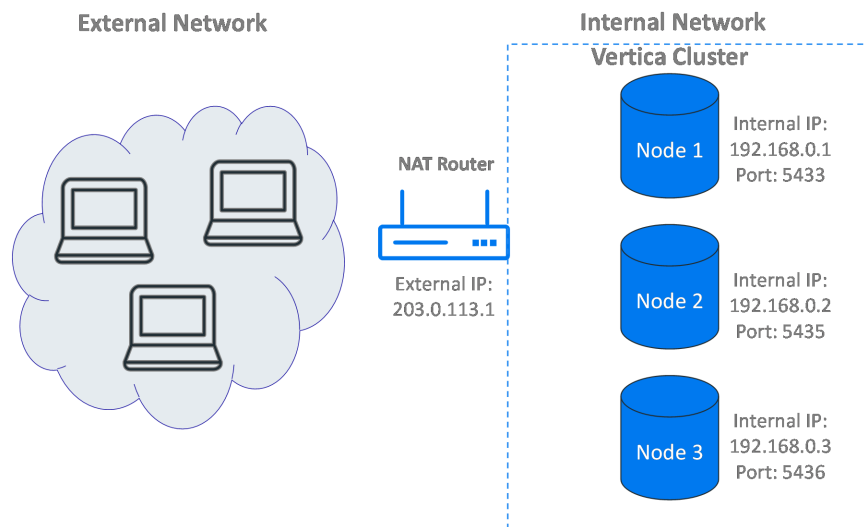 External Network
Internal Network
Vertica Cluster
NAT Router
External IP:
203.0.113.1
Node 1
Internal IP:
192.168.0.1
Port: 5433
Node 2
Internal IP:
192.168.0.2
Port: 5435
Node 3
Internal IP:
192.168.0.3
Port: 5436